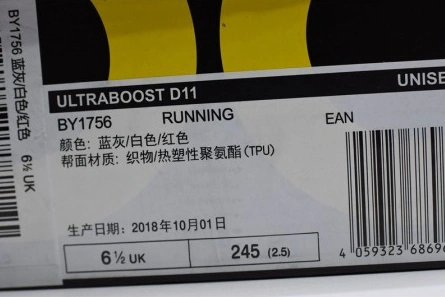 BY1756 蓝灰/白色/红色 6½ UK
ULTRABOOST D11 UNISE
BY1756 RUNNING EAN
颜色: 蓝灰/白色/红色
帮面材质: 织物/热塑性聚氨酯(TPU)
生产日期: 2018年10月01日
6½ UK 245 (2.5)
4 059323 6869